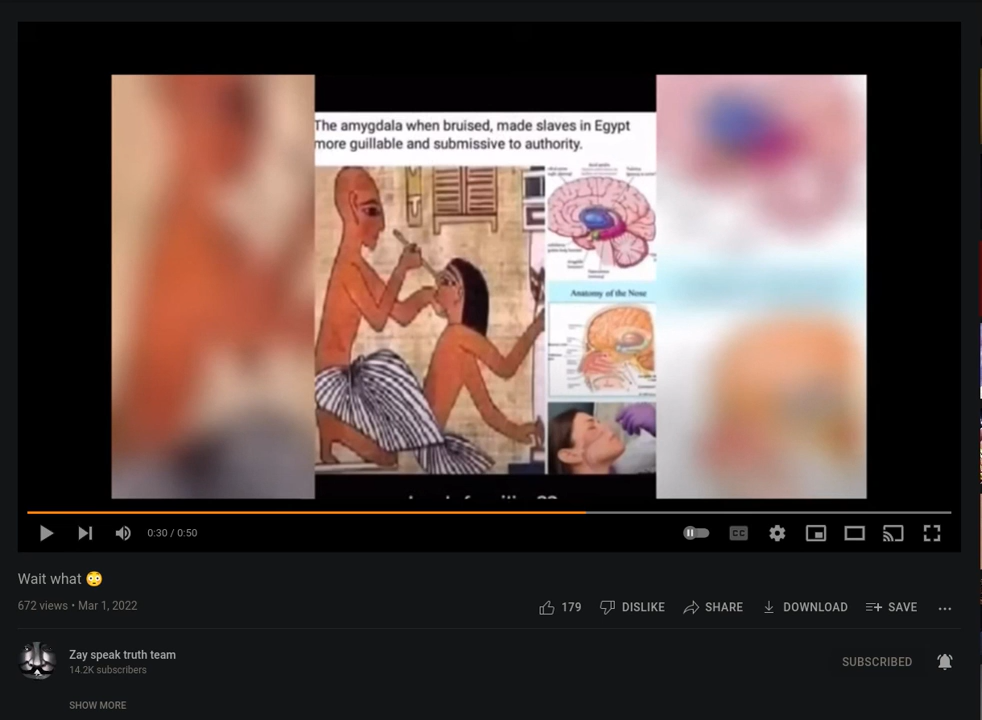 The amygdala when bruised, made slaves in Egypt
more guillable and submissive to authority.
Anatomy of the Nose
0:30 / 0:50
CC
Wait what 😳
672 views • Mar 1, 2022
179
DISLIKE
SHARE
DOWNLOAD
SAVE
Zay speak truth team
14.2K subscribers
SUBSCRIBED
SHOW MORE